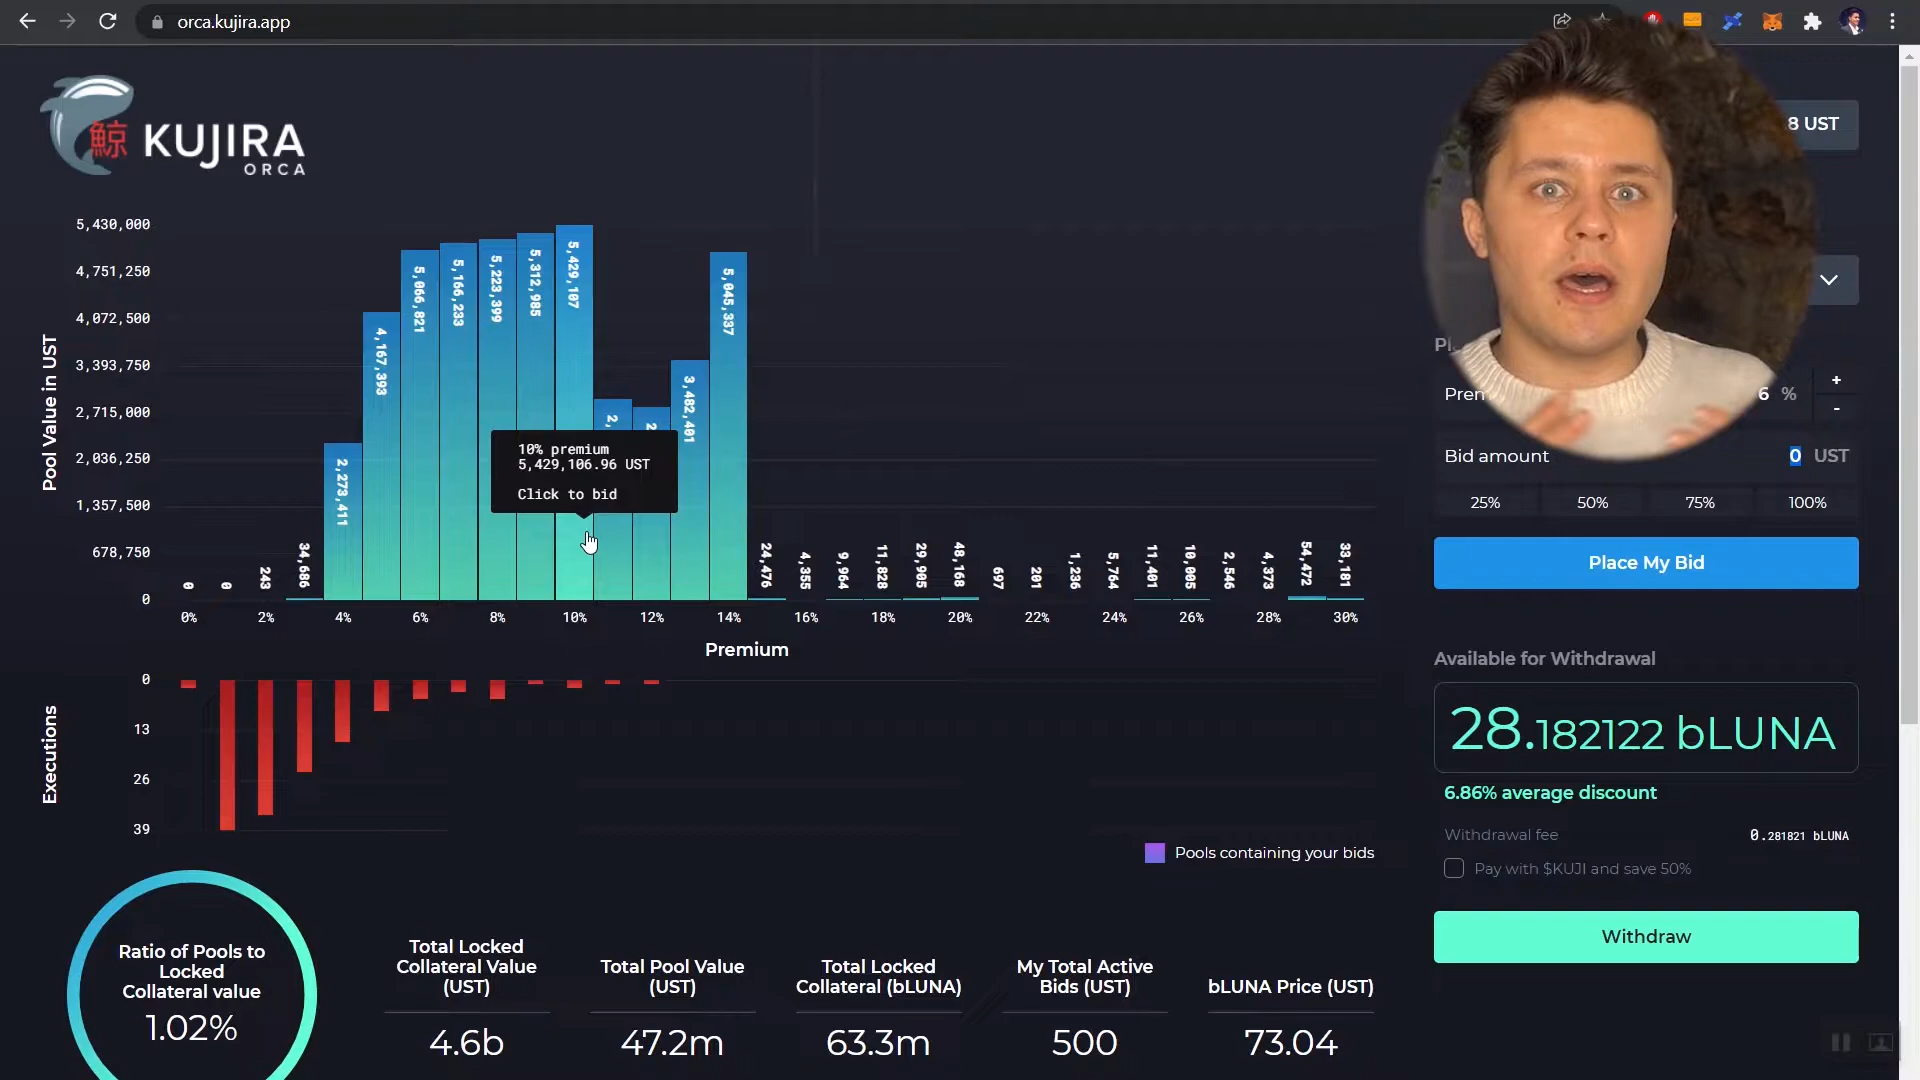 orca.kujira.app
鯨 KUJIRA
ORCA
8 UST
Pool Value in UST
5,430,000
4,751,250
4,072,500
3,393,750
2,715,000
2,036,250
1,357,500
678,750
0
0
0
243
34,686
2,273,411
4,167,393
5,066,821
5,166,233
5,223,399
5,312,985
5,429,107
2,
2
3,482,401
5,045,337
24,476
4,355
9,964
11,828
29,905
48,168
697
201
1,236
5,764
11,401
10,005
2,546
4,373
54,472
33,181
10% premium
5,429,106.96 UST
Click to bid
0%
2%
4%
6%
8%
10%
12%
14%
16%
18%
20%
22%
24%
26%
28%
30%
Premium
Executions
0
13
26
39
Pools containing your bids
6 %
+
-
Bid amount
0 UST
25%
50%
75%
100%
Place My Bid
Available for Withdrawal
28.182122 bLUNA
6.86% average discount
Withdrawal fee
0.281821 bLUNA
Pay with $KUJI and save 50%
Withdraw
Ratio of Pools to
Locked
Collateral value
1.02%
Total Locked
Collateral Value
(UST)
4.6b
Total Pool Value
(UST)
47.2m
Total Locked
Collateral (bLUNA)
63.3m
My Total Active
Bids (UST)
500
bLUNA Price (UST)
73.04